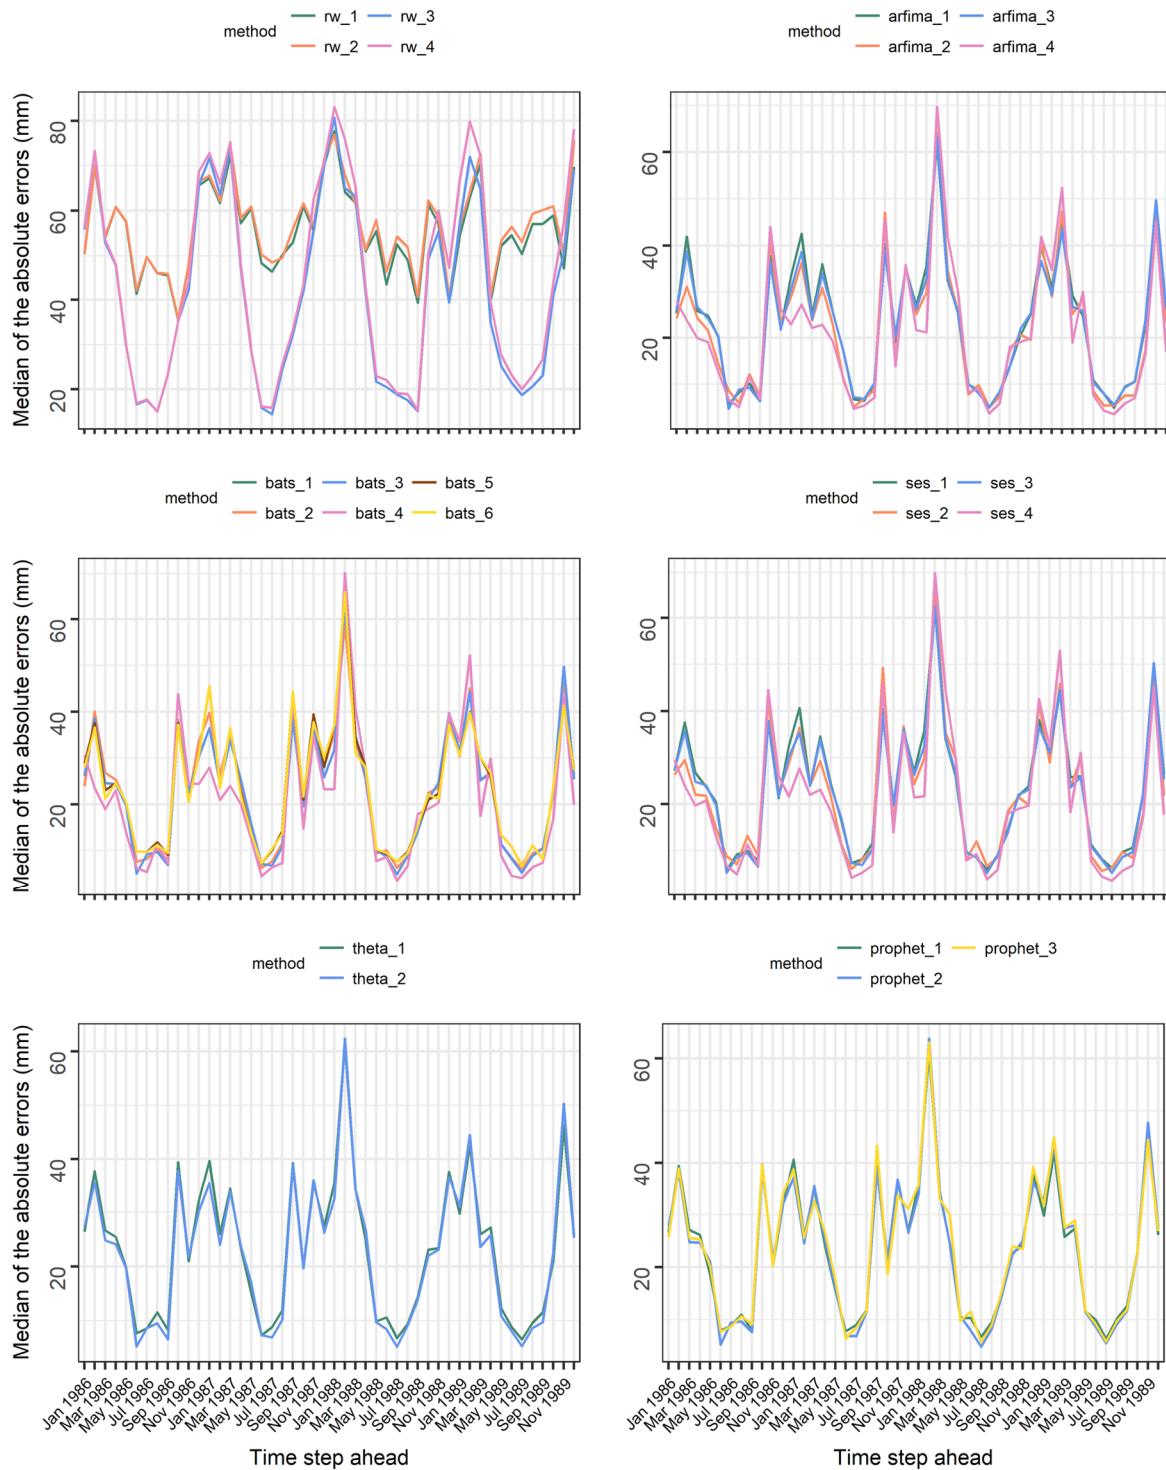 method rw_1 rw_3
rw_2 rw_4
Median of the absolute errors (mm)
80
60
40
20
method arfima_1 arfima_3
arfima_2 arfima_4
60
40
20
method bats_1 bats_3 bats_5
bats_2 bats_4 bats_6
Median of the absolute errors (mm)
60
40
20
method ses_1 ses_3
ses_2 ses_4
60
40
20
method theta_1
theta_2
Median of the absolute errors (mm)
60
40
20
Jan 1986
Mar 1986
May 1986
Jul 1986
Sep 1986
Nov 1986
Jan 1987
Mar 1987
May 1987
Jul 1987
Sep 1987
Nov 1987
Jan 1988
Mar 1988
May 1988
Jul 1988
Sep 1988
Nov 1988
Jan 1989
Mar 1989
May 1989
Jul 1989
Sep 1989
Nov 1989
Time step ahead
method prophet_1 prophet_3
prophet_2
60
40
20
Jan 1986
Mar 1986
May 1986
Jul 1986
Sep 1986
Nov 1986
Jan 1987
Mar 1987
May 1987
Jul 1987
Sep 1987
Nov 1987
Jan 1988
Mar 1988
May 1988
Jul 1988
Sep 1988
Nov 1988
Jan 1989
Mar 1989
May 1989
Jul 1989
Sep 1989
Nov 1989
Time step ahead